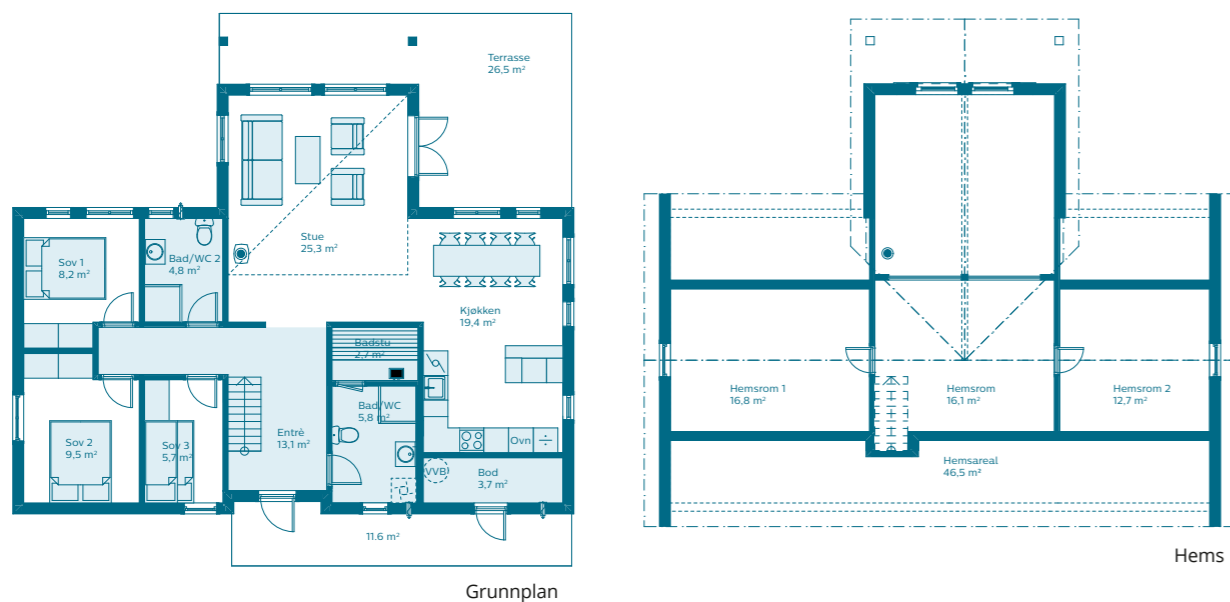 Terrasse
26,5 m²
Stue
25,3 m²
Sov 1
8,2 m²
Bad/WC 2
4,8 m²
Kjøkken
19,4 m²
Badstu
2,7 m²
Bad/WC
5,8 m²
Entrè
13,1 m²
Sov 2
9,5 m²
Sov 3
5,7 m²
Ovn
VVB
Bod
3,7 m²
11.6 m²
Grunnplan
Hemsrom 1
16,8 m²
Hemsrom
16,1 m²
Hemsrom 2
12,7 m²
Hemsareal
46,5 m²
Hems